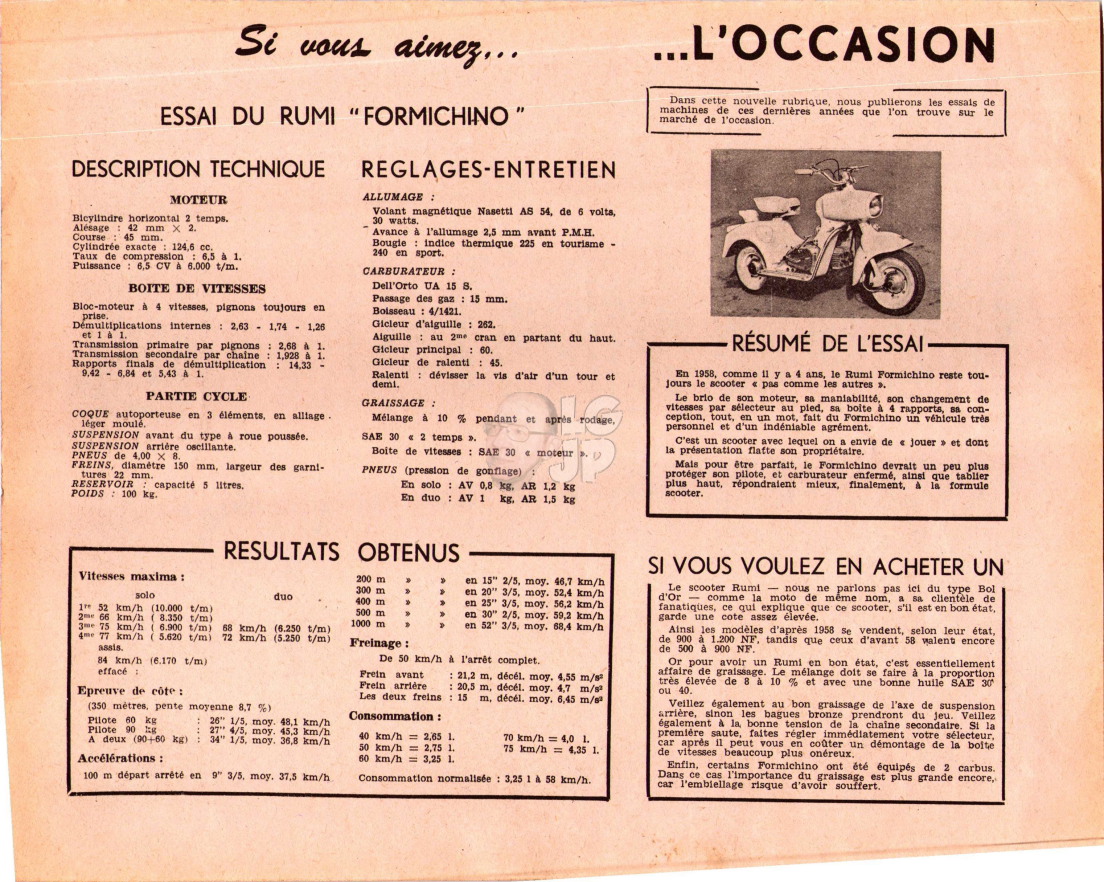 Si vous aimez...
...L'OCCASION
ESSAI DU RUMI "FORMICHINO"
Dans cette nouvelle rubrique, nous publierons les essais de
machines de ces dernières années que l'on trouve sur le
marché de l'occasion.
DESCRIPTION TECHNIQUE
MOTEUR
Bicylindre horizontal 2 temps.
Alésage : 42 mm × 2.
Course : 45 mm.
Cylindrée exacte : 124,6 cc.
Taux de compression : 6,5 à 1.
Puissance : 6,5 CV à 6.000 t/m.
BOITE DE VITESSES
Bloc-moteur à 4 vitesses, pignons toujours en
prise.
Démultiplications internes : 2,63 - 1,74 - 1,26
et 1 à 1.
Transmission primaire par pignons : 2,68 à 1.
Transmission secondaire par chaîne : 1,928 à 1.
Rapports finals de démultiplication : 14,33 -
9,42 - 6,84 et 5,43 à 1.
PARTIE CYCLE
COQUE autoporteuse en 3 éléments, en alliage
léger moulé.
SUSPENSION avant du type à roue poussée.
SUSPENSION arrière oscillante.
PNEUS de 4,00 × 8.
FREINS, diamètre 150 mm, largeur des garni-
tures 22 mm.
RESERVOIR : capacité 5 litres.
POIDS : 100 kg.
REGLAGES-ENTRETIEN
ALLUMAGE :
Volant magnétique Nasetti AS 54, de 6 volts,
30 watts.
Avance à l'allumage 2,5 mm avant P.M.H.
Bougie : indice thermique 225 en tourisme -
240 en sport.
CARBURATEUR :
Dell'Orto UA 15 S.
Passage des gaz : 15 mm.
Boisseau : 4/1421.
Gicleur d'aiguille : 262.
Aiguille : au 2me cran en partant du haut.
Gicleur principal : 60.
Gicleur de ralenti : 45.
Ralenti : dévisser la vis d'air d'un tour et
demi.
GRAISSAGE :
Mélange à 10 % pendant et après rodage,
SAE 30 « 2 temps ».
Boîte de vitesses : SAE 30 « moteur ».
PNEUS (pression de gonflage) :
En solo : AV 0,8 kg, AR 1,2 kg
En duo : AV 1 kg, AR 1,5 kg
HG
JP
RÉSUMÉ DE L'ESSAI
En 1958, comme il y a 4 ans, le Rumi Formichino reste tou-
jours le scooter « pas comme les autres ».
Le brio de son moteur, sa maniabilité, son changement de
vitesses par sélecteur au pied, sa boîte à 4 rapports, sa con-
ception, tout, en un mot, fait du Formichino un véhicule très
personnel et d'un indéniable agrément.
C'est un scooter avec lequel on a envie de « jouer » et dont
la présentation flatte son propriétaire.
Mais pour être parfait, le Formichino devrait un peu plus
protéger son pilote, et carburateur enfermé, ainsi que tablier
plus haut, répondraient mieux, finalement, à la formule
scooter.
RESULTATS OBTENUS
Vitesses maxima :
solo duo
1re 52 km/h (10.000 t/m)
2me 66 km/h ( 8.350 t/m)
3me 75 km/h ( 6.900 t/m) 68 km/h (6.250 t/m)
4me 77 km/h ( 5.620 t/m) 72 km/h (5.250 t/m)
assis.
84 km/h (6.170 t/m)
effacé :
Epreuve de côte :
(350 mètres, pente moyenne 8,7 %)
Pilote 60 kg : 26" 1/5, moy. 48,1 km/h
Pilote 90 kg : 27" 4/5, moy. 45,3 km/h
A deux (90+60 kg) : 34" 1/5, moy. 36,8 km/h
Accélérations :
100 m départ arrêté en 9" 3/5, moy. 37,5 km/h
200 m » » en 15" 2/5, moy. 46,7 km/h
300 m » » en 20" 3/5, moy. 52,4 km/h
400 m » » en 25" 3/5, moy. 56,2 km/h
500 m » » en 30" 2/5, moy. 59,2 km/h
1000 m » » en 52" 3/5, moy. 68,4 km/h
Freinage :
De 50 km/h à l'arrêt complet.
Frein avant : 21,2 m, décél. moy. 4,55 m/s²
Frein arrière : 20,5 m, décél. moy. 4,7 m/s²
Les deux freins : 15 m, décél. moy. 6,45 m/s²
Consommation :
40 km/h = 2,65 l. 70 km/h = 4,0 l.
50 km/h = 2,75 l. 75 km/h = 4,35 l.
60 km/h = 3,25 l.
Consommation normalisée : 3,25 l à 58 km/h.
SI VOUS VOULEZ EN ACHETER UN
Le scooter Rumi — nous ne parlons pas ici du type Bol
d'Or — comme la moto de même nom, a sa clientèle de
fanatiques, ce qui explique que ce scooter, s'il est en bon état,
garde une cote assez élevée.
Ainsi les modèles d'après 1958 se vendent, selon leur état,
de 900 à 1.200 NF, tandis que ceux d'avant 58 valent encore
de 500 à 900 NF.
Or pour avoir un Rumi en bon état, c'est essentiellement
affaire de graissage. Le mélange doit se faire à la proportion
très élevée de 8 à 10 % et avec une bonne huile SAE 30
ou 40.
Veillez également au bon graissage de l'axe de suspension
arrière, sinon les bagues bronze prendront du jeu. Veillez
également à la bonne tension de la chaîne secondaire. Si la
première saute, faites régler immédiatement votre sélecteur,
car après il peut vous en coûter un démontage de la boîte
de vitesses beaucoup plus onéreux.
Enfin, certains Formichino ont été équipés de 2 carbus.
Dans ce cas l'importance du graissage est plus grande encore,
car l'embiellage risque d'avoir souffert.